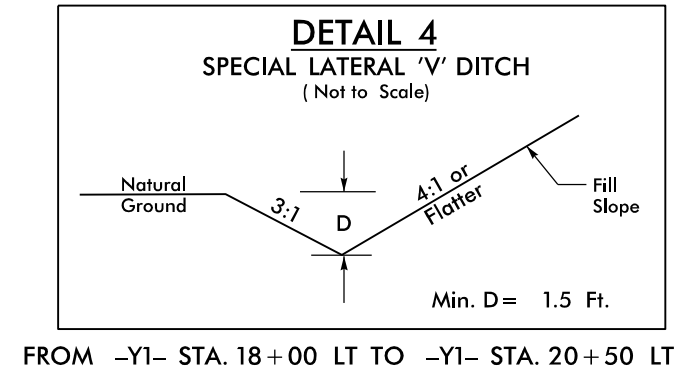 DETAIL 4
SPECIAL LATERAL 'V' DITCH
( Not to Scale)
Natural
Ground
3:1
D
4:1 or
Flatter
Fill
Slope
Min. D = 1.5 Ft.
FROM -Y1- STA. 18+00 LT TO -Y1- STA. 20+50 LT